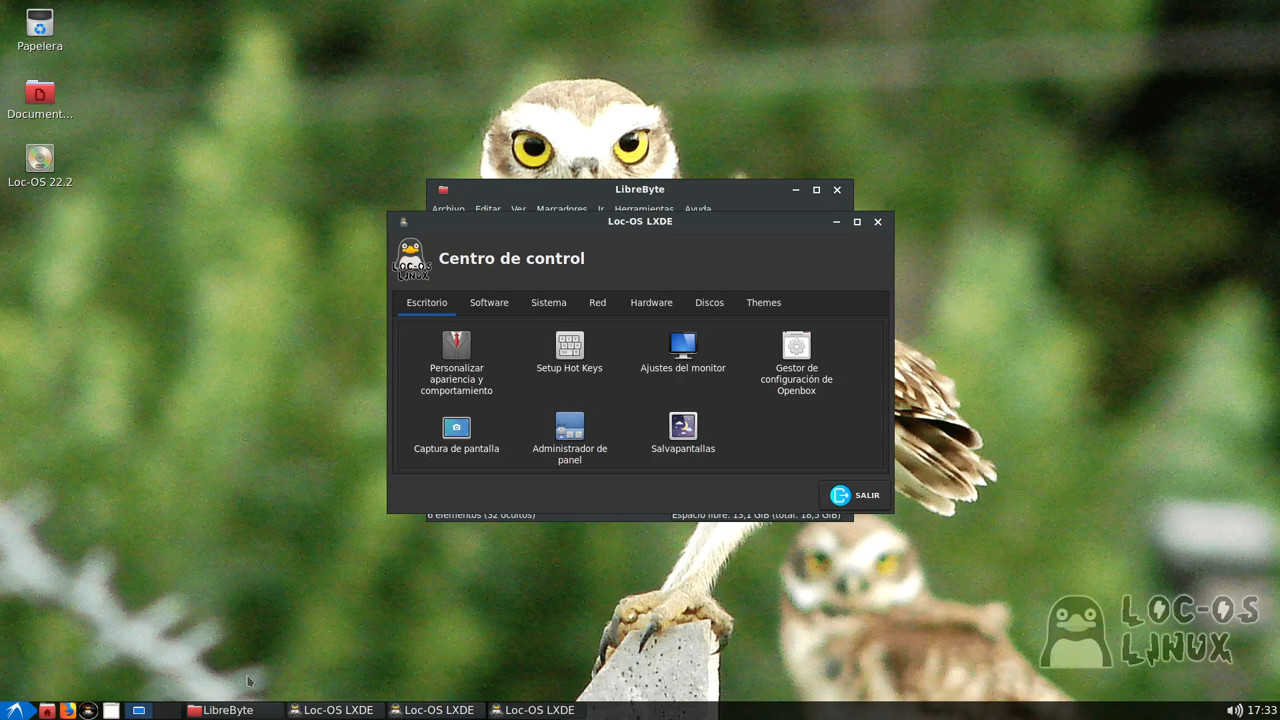 Papelera
Document...
Loc-OS 22.2
LibreByte
Archivo Editar Ver Marcadores Ir Herramientas Ayuda
Loc-OS LXDE
LOC-OS
LINUX
Centro de control
Escritorio Software Sistema Red Hardware Discos Themes
Personalizar
apariencia y
comportamiento
Setup Hot Keys
Ajustes del monitor
Gestor de
configuración de
Openbox
Captura de pantalla
Administrador de
panel
Salvapantallas
SALIR
6 elementos (32 ocultos) Espacio libre: 13,1 GiB (total: 18,5 GiB)
LOC-OS
LINUX
LibreByte Loc-OS LXDE Loc-OS LXDE Loc-OS LXDE 17:33